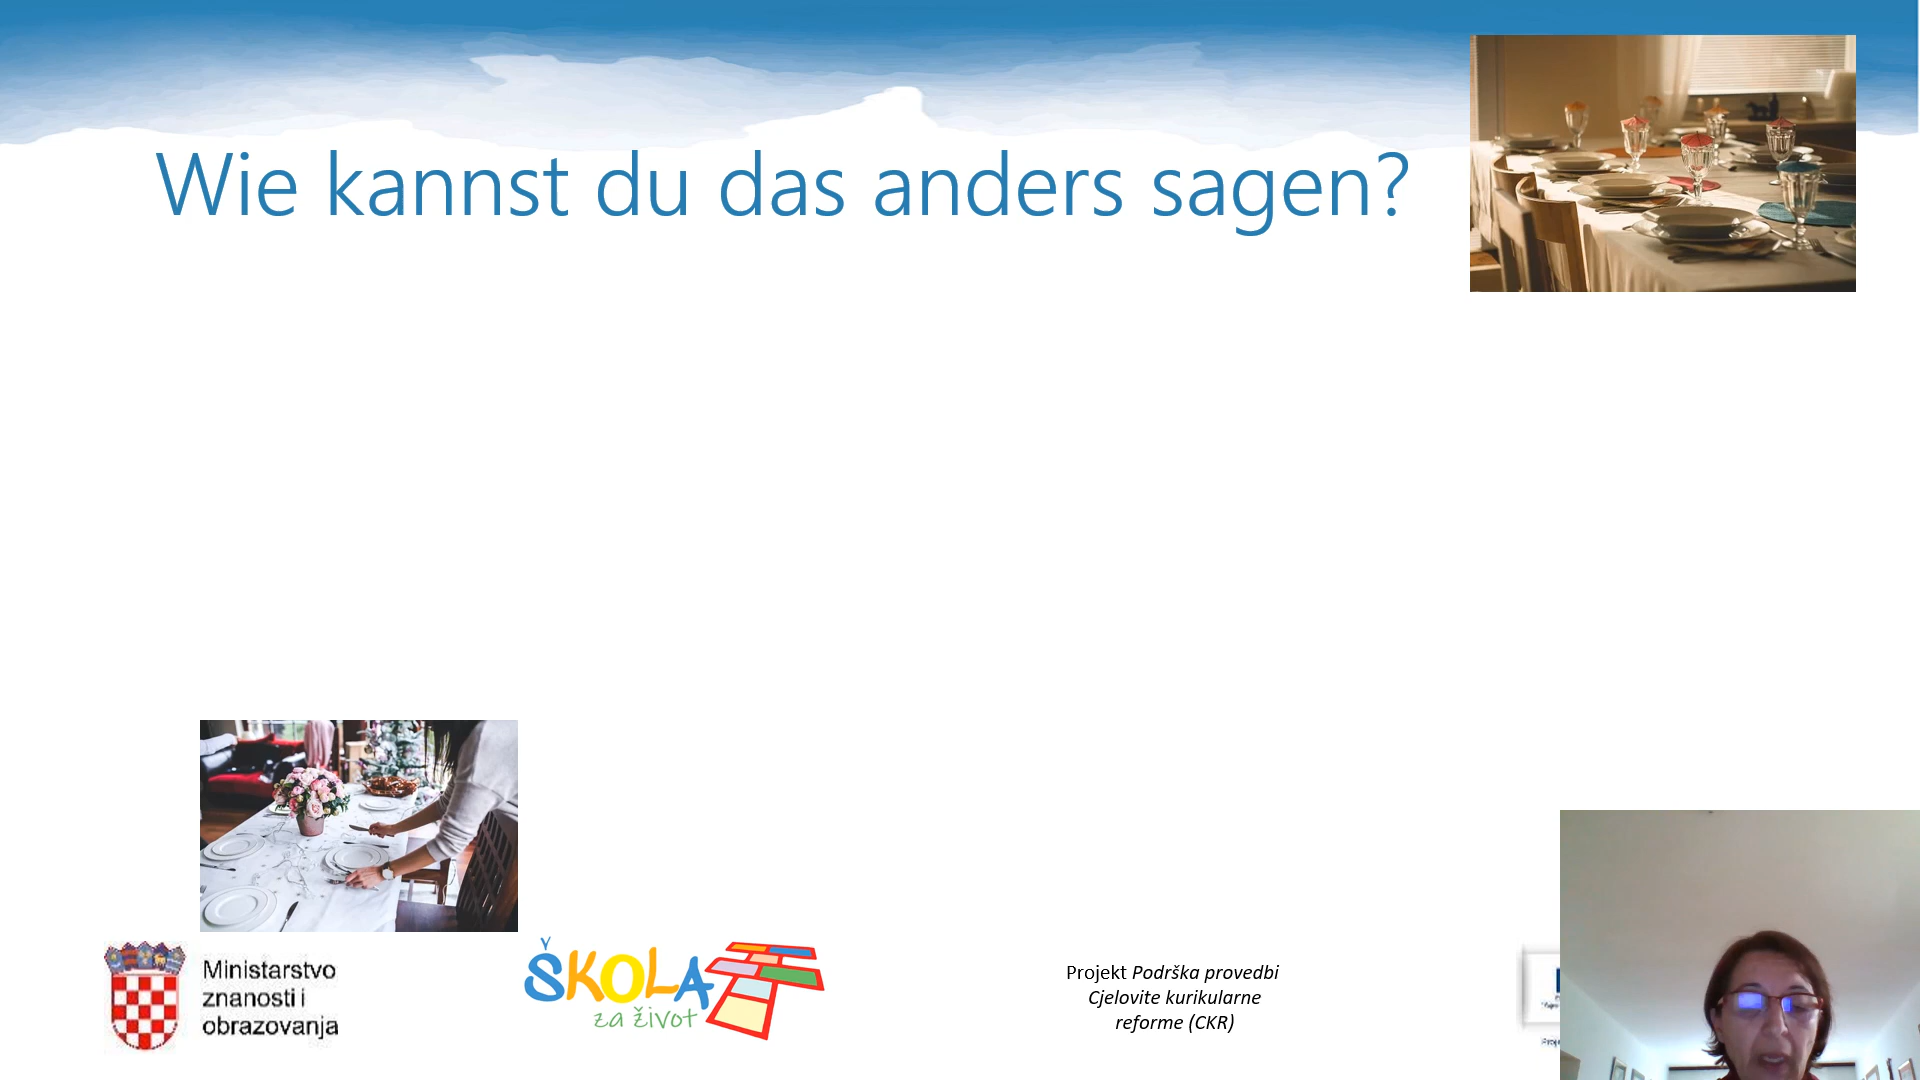 Wie kannst du das anders sagen?
Ministarstvo
znanosti i
obrazovanja
ŠKOLA
za život
Projekt Podrška provedbi
Cjelovite kurikularne
reforme (CKR)